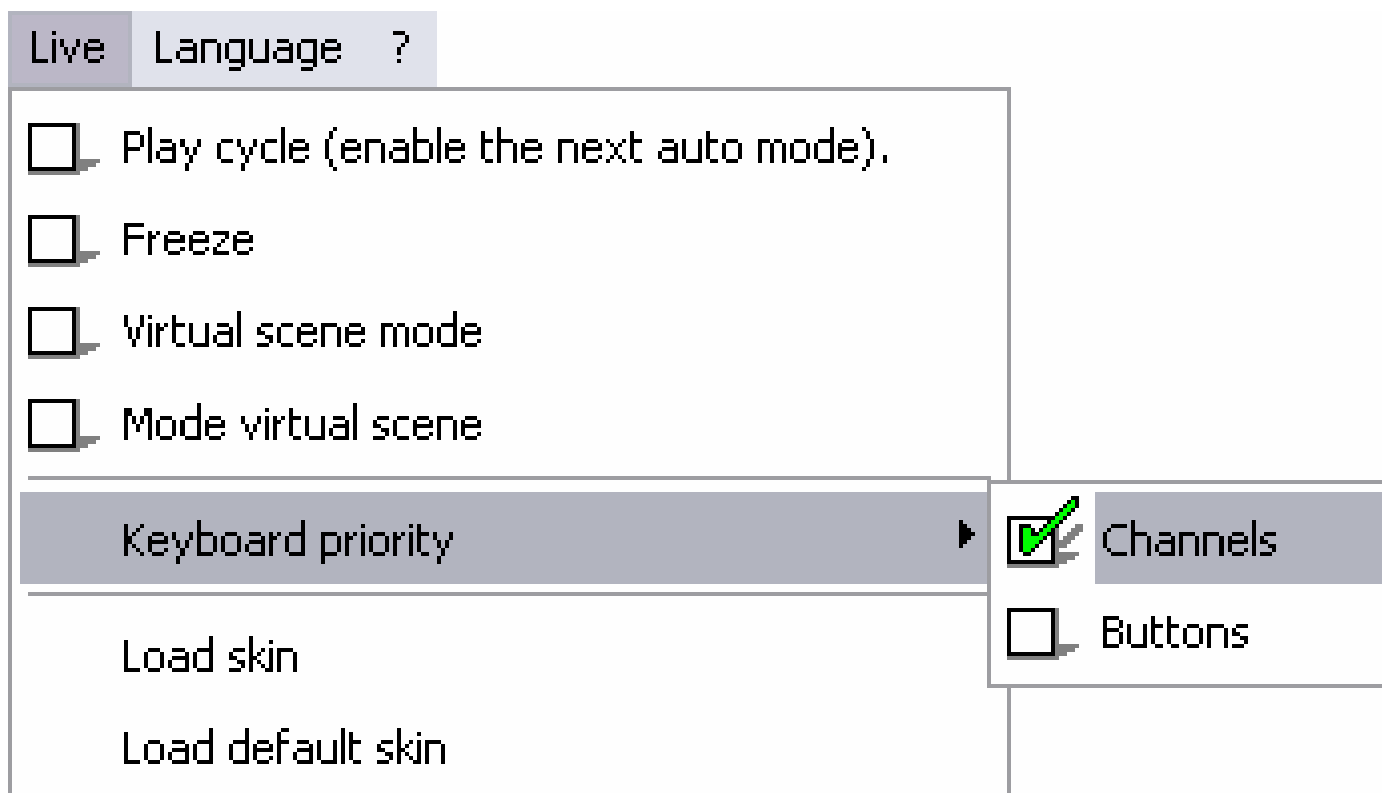 Live Language ?
Play cycle (enable the next auto mode).
Freeze
Virtual scene mode
Mode virtual scene
Keyboard priority
Channels
Buttons
Load skin
Load default skin